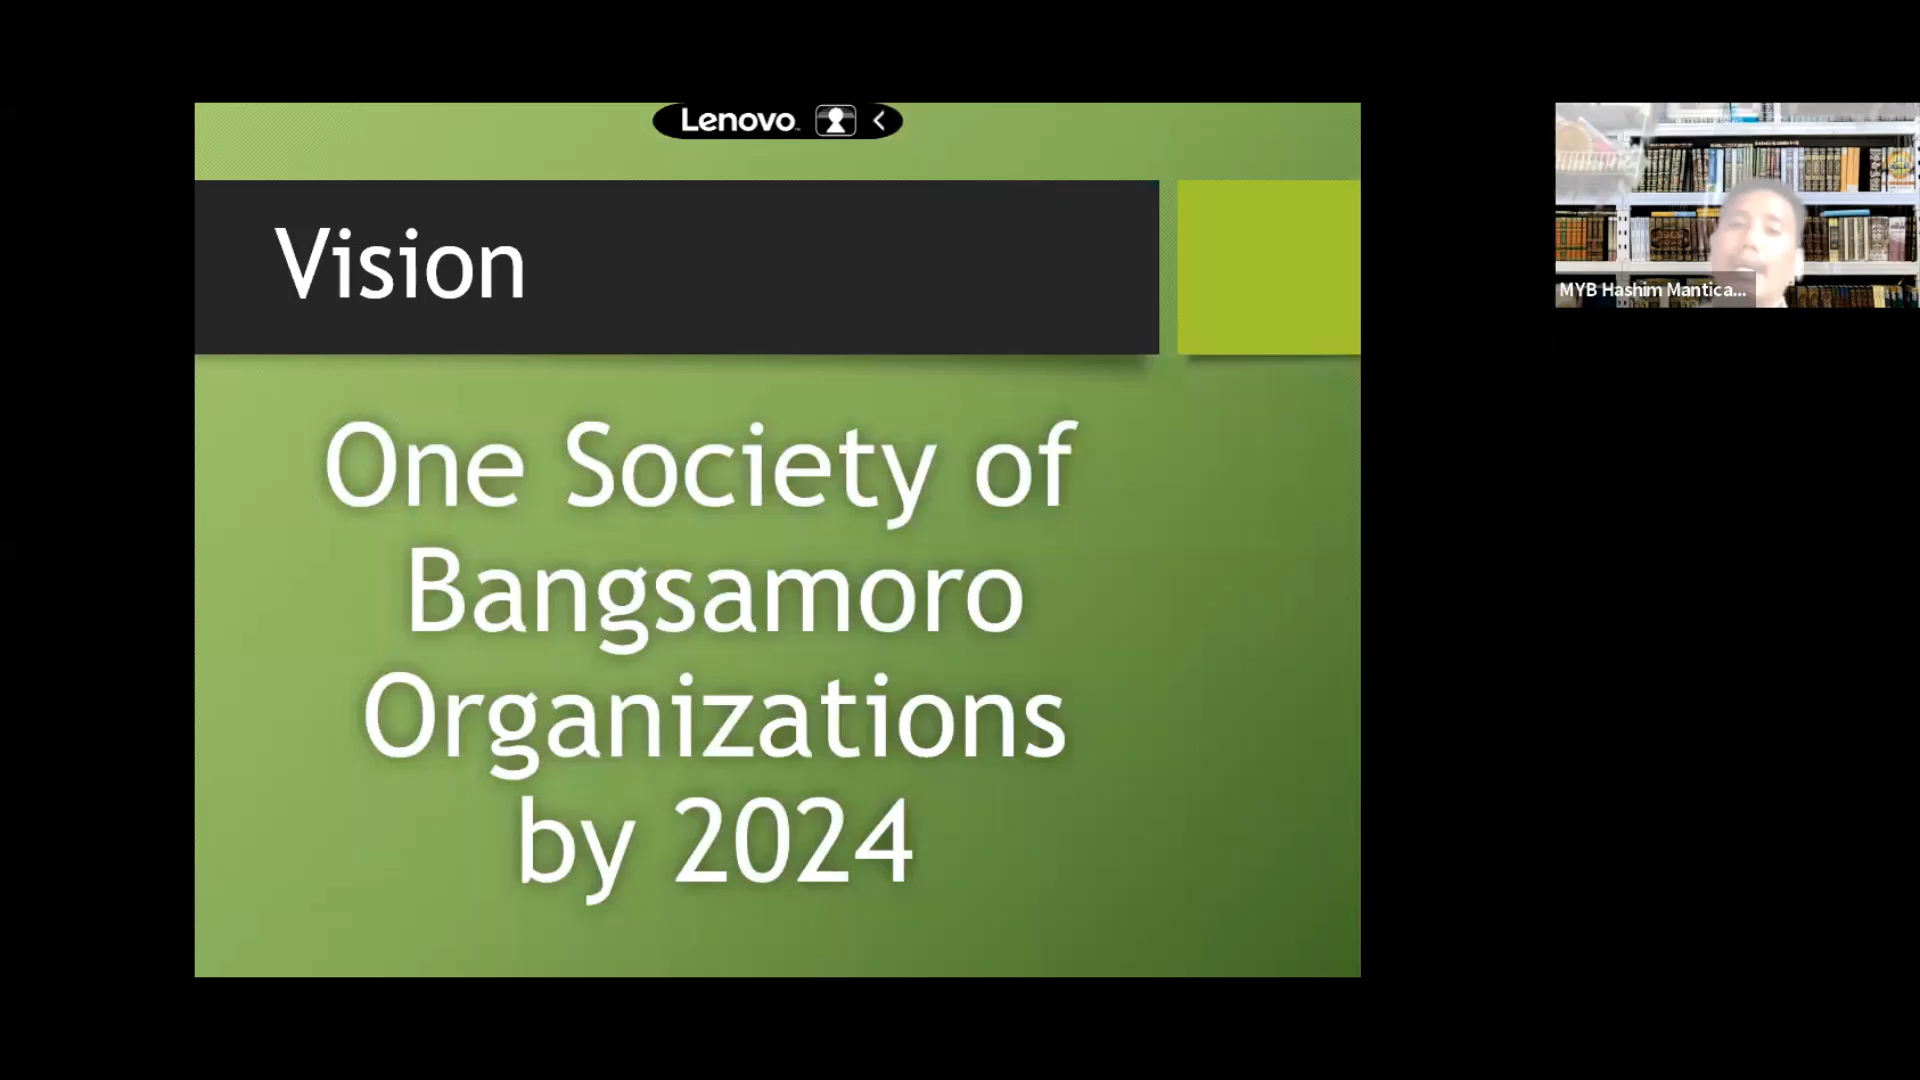 Lenovo
Vision
One Society of
Bangsamoro
Organizations
by 2024
MYB Hashim Mantica...